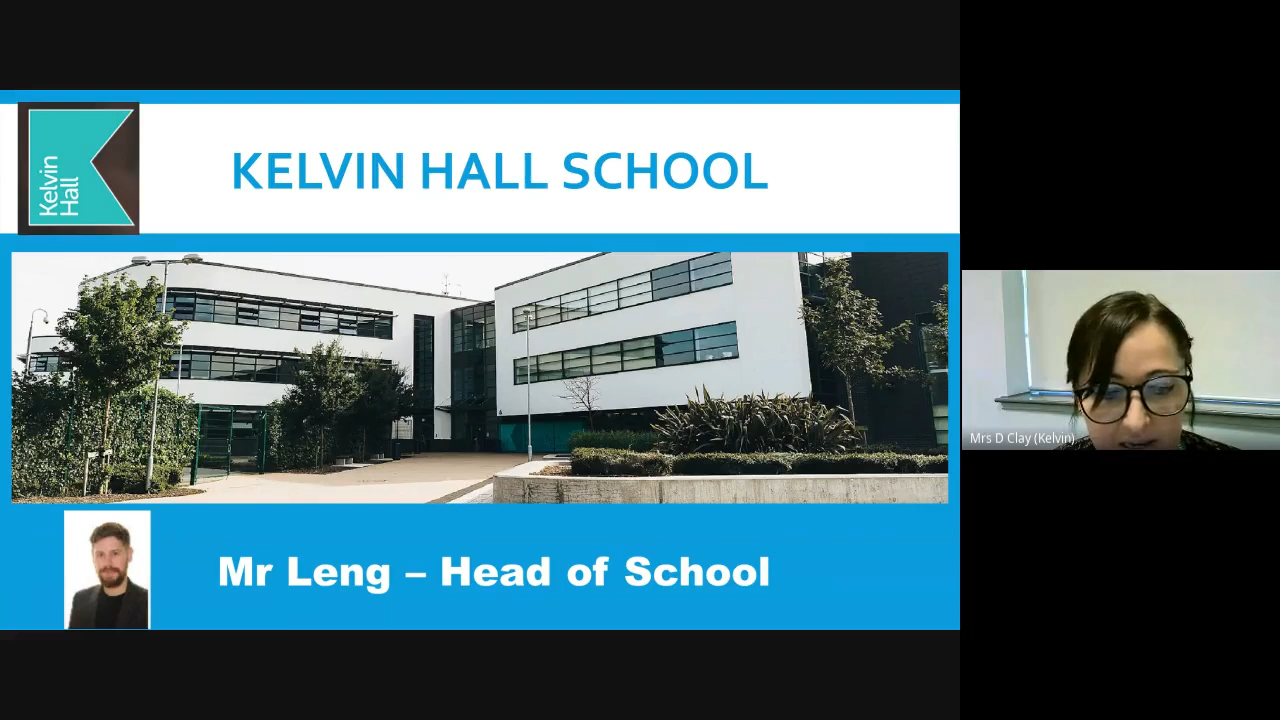 Kelvin
Hall
KELVIN HALL SCHOOL
Mr Leng – Head of School
Mrs D Clay (Kelvin)